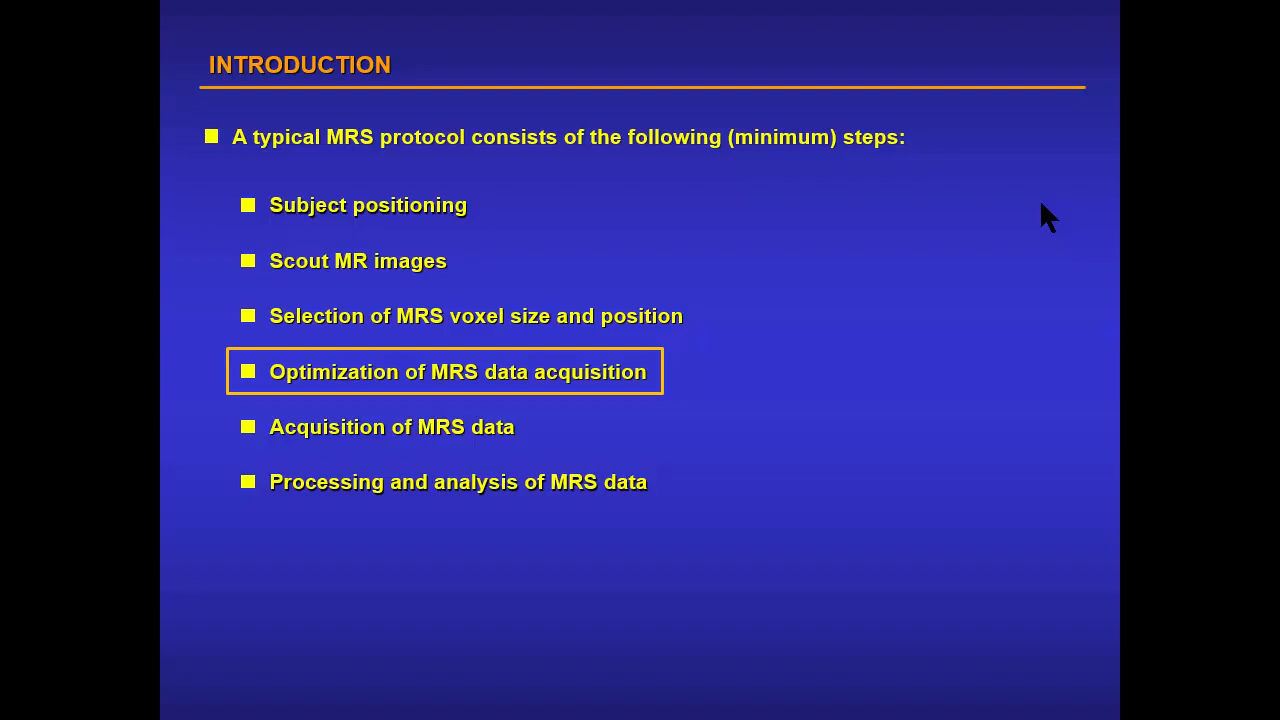 INTRODUCTION
A typical MRS protocol consists of the following (minimum) steps:
Subject positioning
Scout MR images
Selection of MRS voxel size and position
Optimization of MRS data acquisition
Acquisition of MRS data
Processing and analysis of MRS data